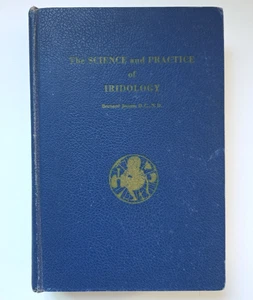 The SCIENCE and PRACTICE
of
IRIDOLOGY
Bernard Jensen D.C., N.D.